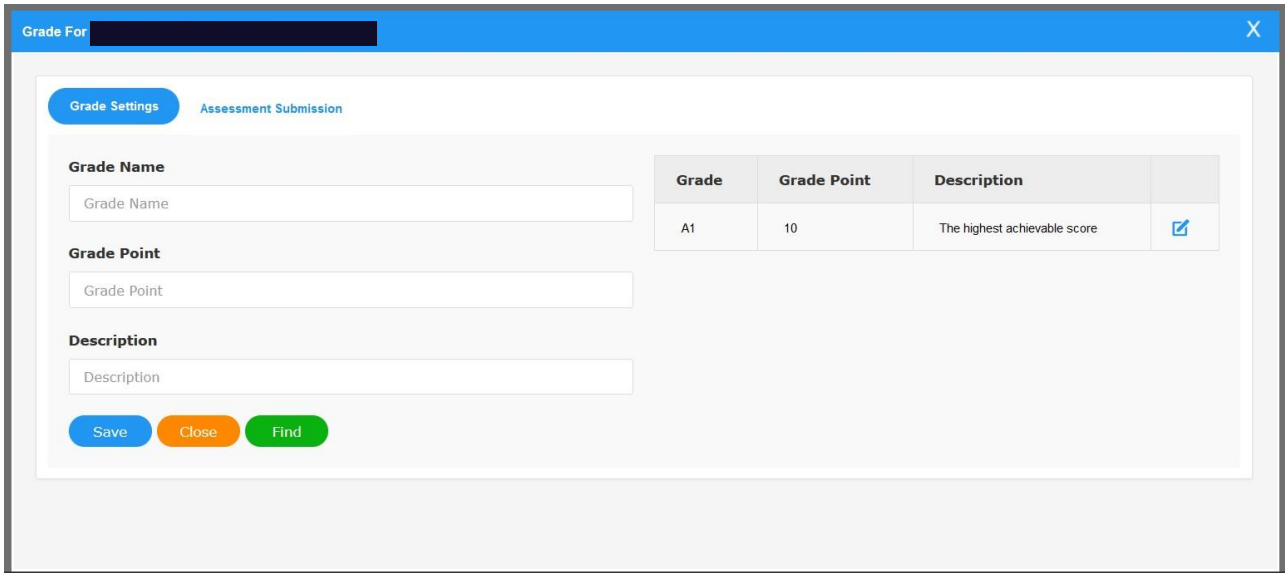 Grade For
X
Grade Settings
Assessment Submission
Grade Name
Grade Name
Grade Point
Grade Point
Description
Description
Save Close Find
Grade Grade Point Description
A1 10 The highest achievable score